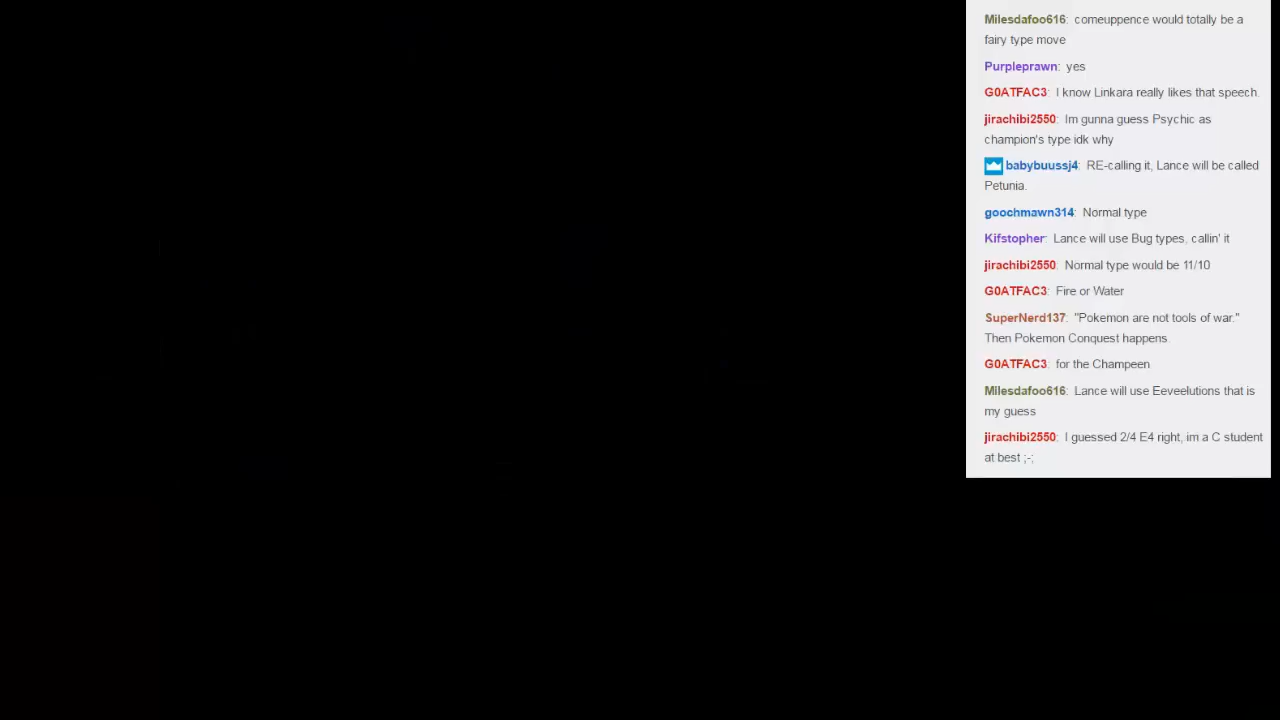 Milesdafoo616: comeuppence would totally be a
fairy type move
Purpleprawn: yes
G0ATFAC3: I know Linkara really likes that speech.
jirachibi2550: Im gunna guess Psychic as
champion's type idk why
babybuussj4: RE-calling it, Lance will be called
Petunia.
goochmawn314: Normal type
Kifstopher: Lance will use Bug types, callin' it
jirachibi2550: Normal type would be 11/10
G0ATFAC3: Fire or Water
SuperNerd137: "Pokemon are not tools of war."
Then Pokemon Conquest happens.
G0ATFAC3: for the Champeen
Milesdafoo616: Lance will use Eeveelutions that is
my guess
jirachibi2550: I guessed 2/4 E4 right, im a C student
at best ;-;